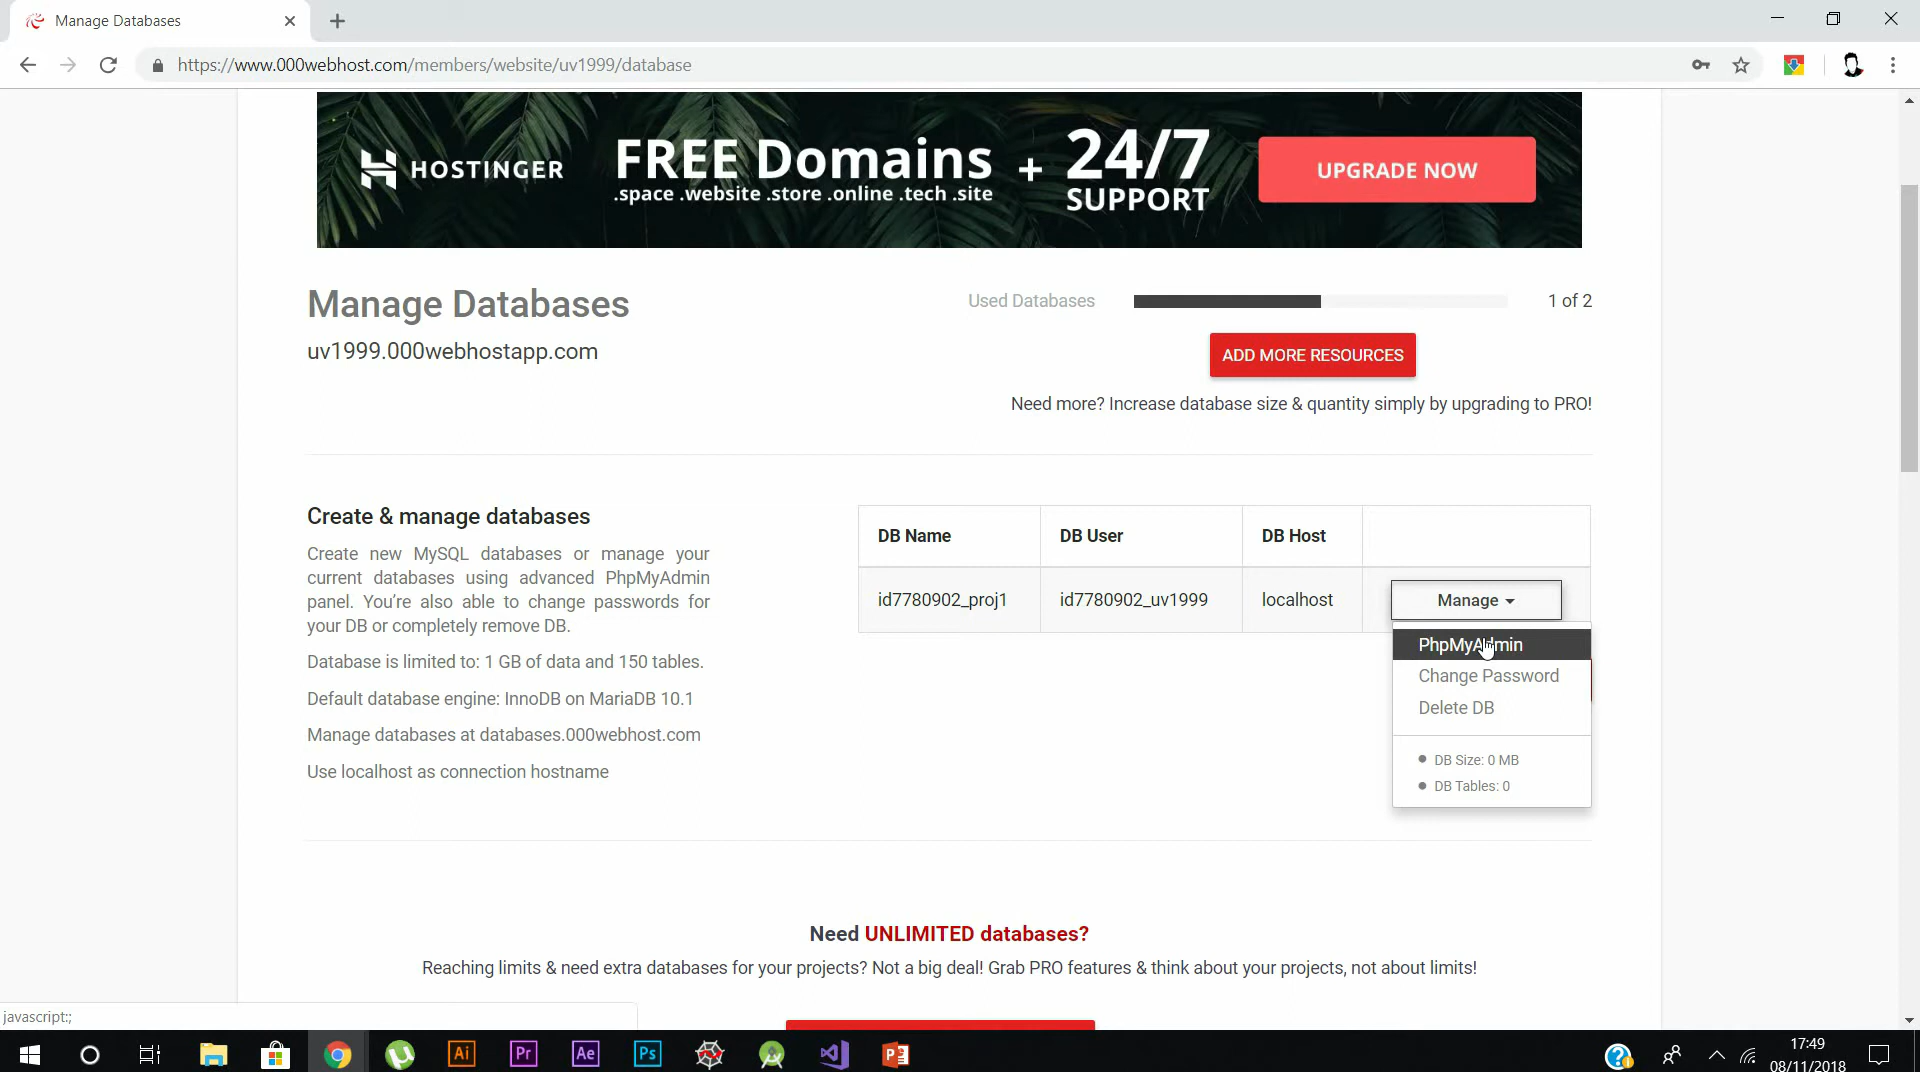 Manage Databases
https://www.000webhost.com/members/website/uv1999/database
HOSTINGER
FREE Domains
.space .website .store .online .tech .site
+
24/7
SUPPORT
UPGRADE NOW
Manage Databases
uv1999.000webhostapp.com
Used Databases
1 of 2
ADD MORE RESOURCES
Need more? Increase database size & quantity simply by upgrading to PRO!
Create & manage databases
Create new MySQL databases or manage your
current databases using advanced PhpMyAdmin
panel. You're also able to change passwords for
your DB or completely remove DB.
Database is limited to: 1 GB of data and 150 tables.
Default database engine: InnoDB on MariaDB 10.1
Manage databases at databases.000webhost.com
Use localhost as connection hostname
DB Name
DB User
DB Host
id7780902_proj1
id7780902_uv1999
localhost
Manage
PhpMyAdmin
Change Password
Delete DB
DB Size: 0 MB
DB Tables: 0
Need UNLIMITED databases?
Reaching limits & need extra databases for your projects? Not a big deal! Grab PRO features & think about your projects, not about limits!
javascript:;
Ai
Pr
Ae
Ps
17:49
08/11/2018